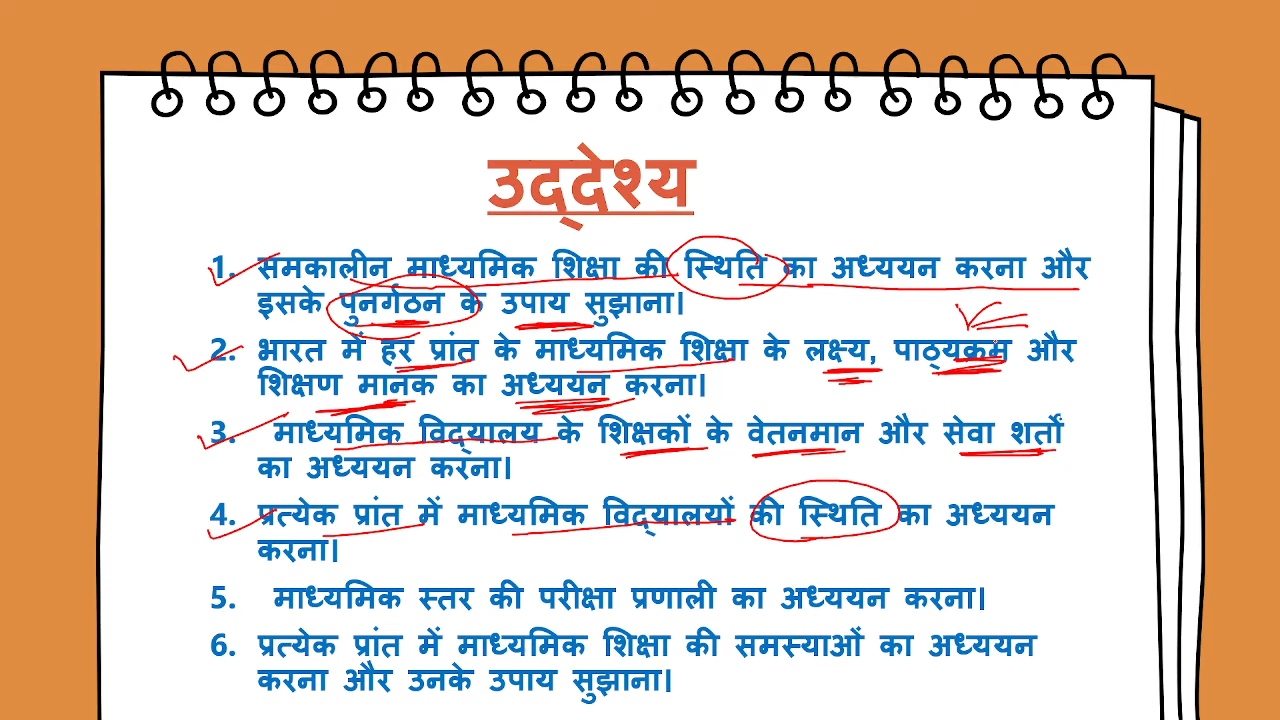 उद्देश्य
1. समकालीन माध्यमिक शिक्षा की स्थिति का अध्ययन करना और
इसके पुनर्गठन के उपाय सुझाना।
2. भारत में हर प्रांत के माध्यमिक शिक्षा के लक्ष्य, पाठ्यक्रम और
शिक्षण मानक का अध्ययन करना।
3. माध्यमिक विद्यालय के शिक्षकों के वेतनमान और सेवा शर्तों
का अध्ययन करना।
4. प्रत्येक प्रांत में माध्यमिक विद्यालयों की स्थिति का अध्ययन
करना।
5. माध्यमिक स्तर की परीक्षा प्रणाली का अध्ययन करना।
6. प्रत्येक प्रांत में माध्यमिक शिक्षा की समस्याओं का अध्ययन
करना और उनके उपाय सुझाना।